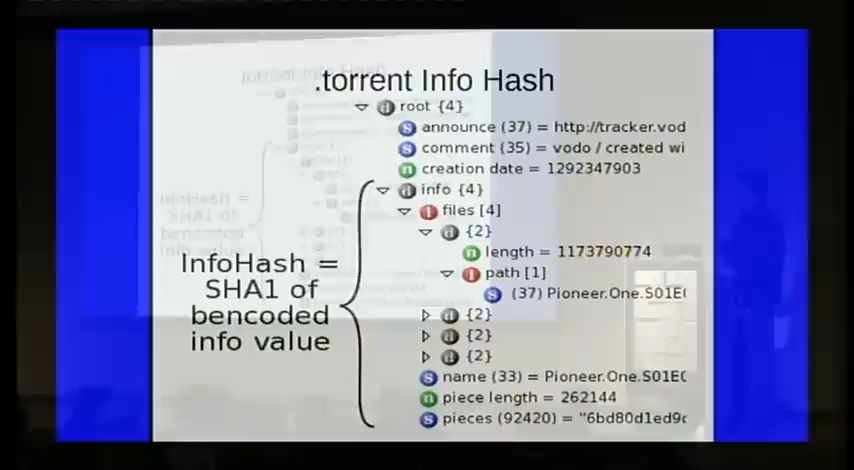 .torrent Info Hash
root {4}
announce (37) = http://tracker.vod
comment (35) = vodo / created wi
creation date = 1292347903
info {4}
files [4]
{2}
length = 1173790774
path [1]
(37) Pioneer.One.S01E0
{2}
{2}
{2}
name (33) = Pioneer.One.S01E0
piece length = 262144
pieces (92420) = "6bd80d1ed9c
InfoHash =
SHA1 of
bencoded
info value